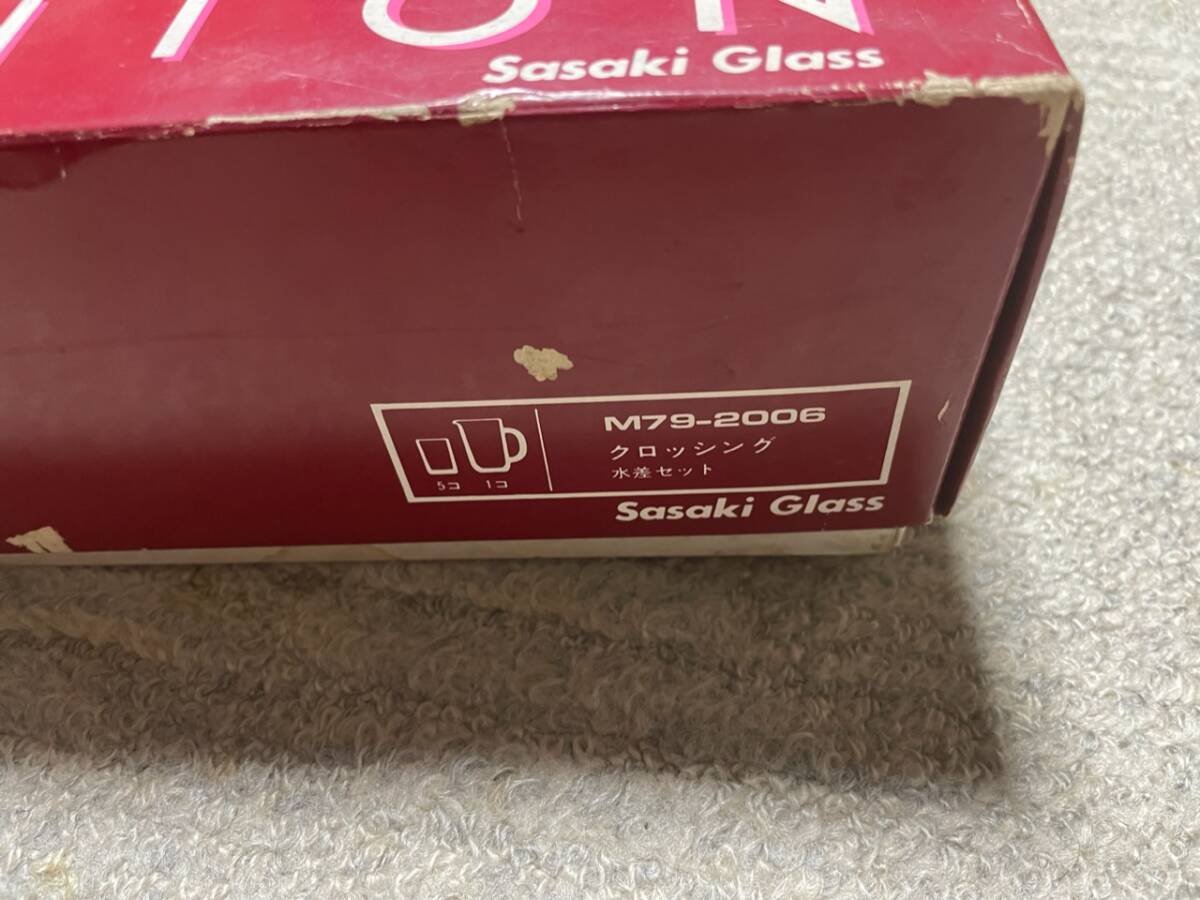 Sasaki Glass
M79-2006
クロッシング
水差セット
5コ 1コ
Sasaki Glass